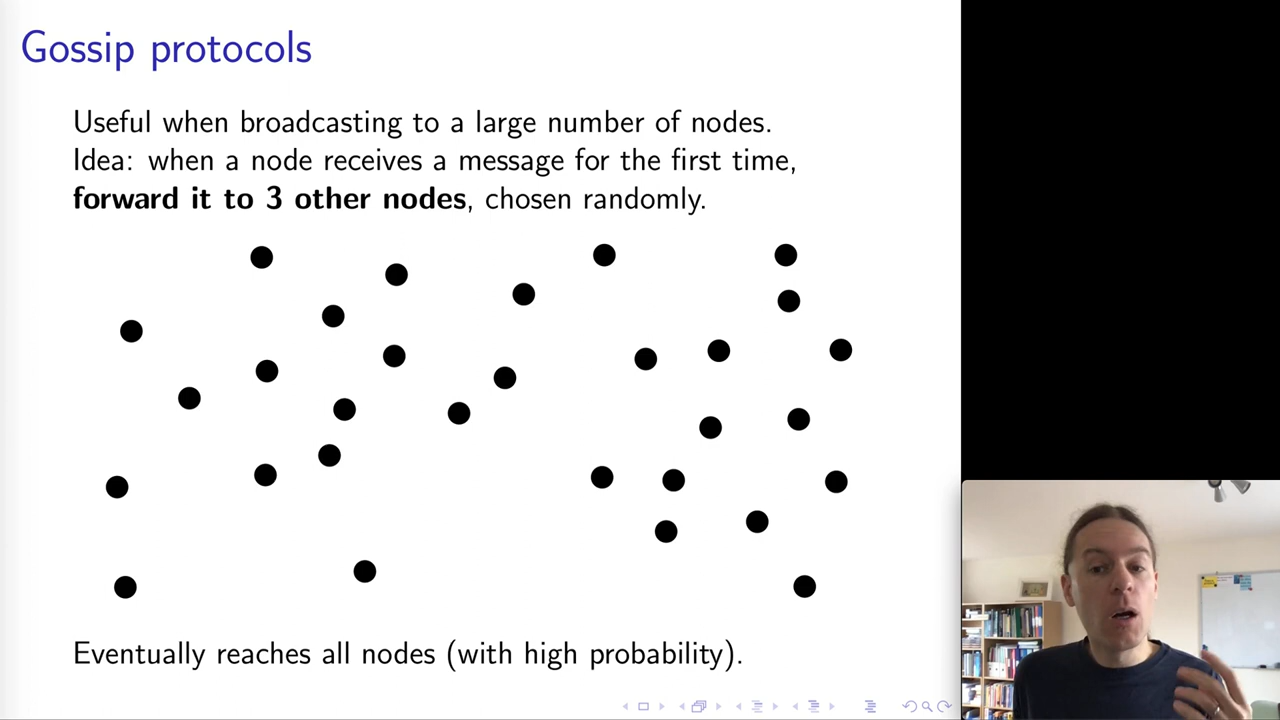 Gossip protocols
Useful when broadcasting to a large number of nodes.
Idea: when a node receives a message for the first time,
forward it to 3 other nodes, chosen randomly.
Eventually reaches all nodes (with high probability).